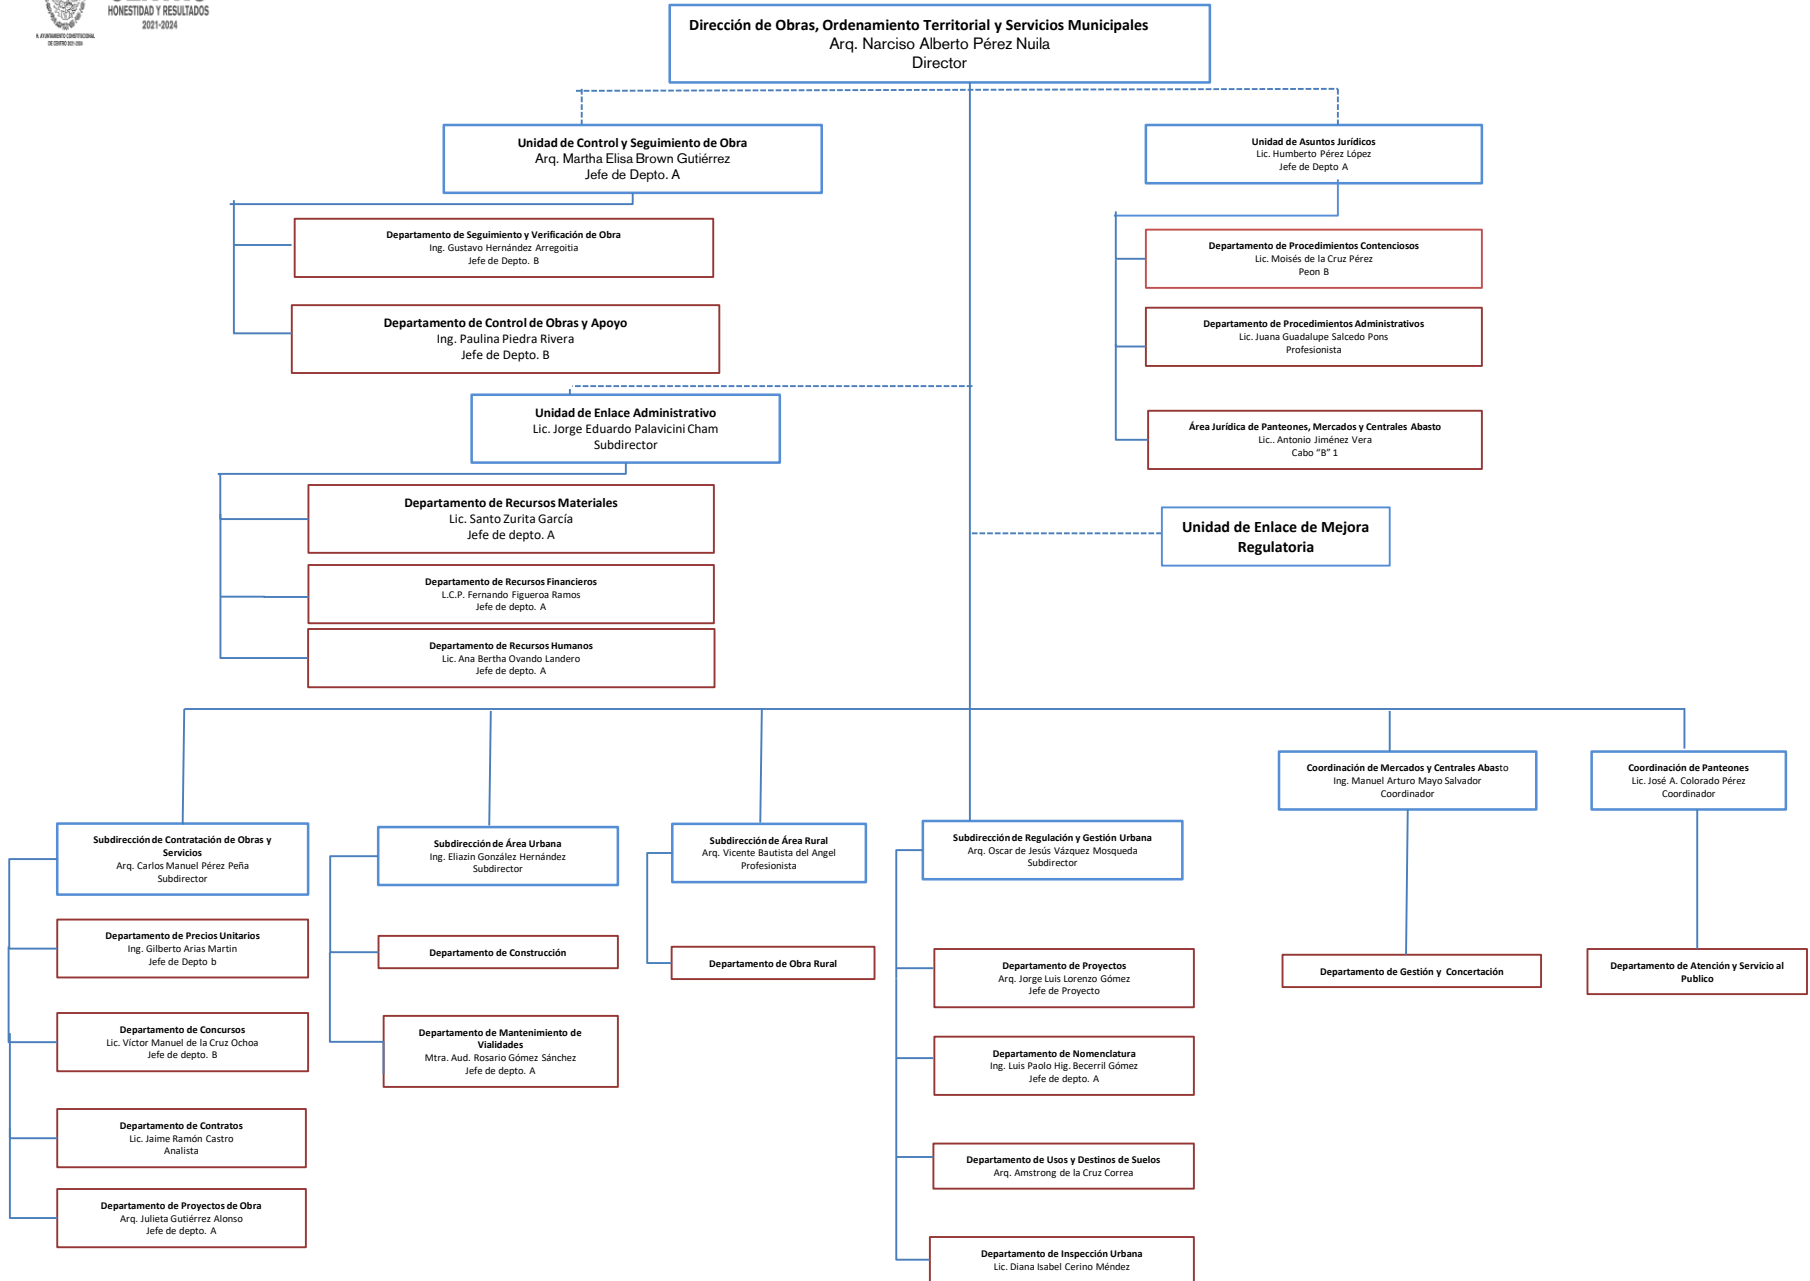 HONESTIDAD Y RESULTADOS
2021-2024
H. AYUNTAMIENTO CONSTITUCIONAL
DE CENTRO 2021-2024
Dirección de Obras, Ordenamiento Territorial y Servicios Municipales
Arq. Narciso Alberto Pérez Nuila
Director
Unidad de Control y Seguimiento de Obra
Arq. Martha Elisa Brown Gutiérrez
Jefe de Depto. A
Unidad de Asuntos Jurídicos
Lic. Humberto Pérez López
Jefe de Depto A
Departamento de Seguimiento y Verificación de Obra
Ing. Gustavo Hernández Arregoitia
Jefe de Depto. B
Departamento de Procedimientos Contenciosos
Lic. Moisés de la Cruz Pérez
Peon B
Departamento de Control de Obras y Apoyo
Ing. Paulina Piedra Rivera
Jefe de Depto. B
Departamento de Procedimientos Administrativos
Lic. Juana Guadalupe Salcedo Pons
Profesionista
Unidad de Enlace Administrativo
Lic. Jorge Eduardo Palavicini Cham
Subdirector
Área Jurídica de Panteones, Mercados y Centrales Abasto
Lic.. Antonio Jiménez Vera
Cabo "B" 1
Departamento de Recursos Materiales
Lic. Santo Zurita García
Jefe de depto. A
Unidad de Enlace de Mejora
Regulatoria
Departamento de Recursos Financieros
L.C.P. Fernando Figueroa Ramos
Jefe de depto. A
Departamento de Recursos Humanos
Lic. Ana Bertha Ovando Landero
Jefe de depto. A
Coordinación de Mercados y Centrales Abasto
Ing. Manuel Arturo Mayo Salvador
Coordinador
Coordinación de Panteones
Lic. José A. Colorado Pérez
Coordinador
Subdirección de Contratación de Obras y
Servicios
Arq. Carlos Manuel Pérez Peña
Subdirector
Subdirección de Área Urbana
Ing. Eliazin González Hernández
Subdirector
Subdirección de Área Rural
Arq. Vicente Bautista del Angel
Profesionista
Subdirección de Regulación y Gestión Urbana
Arq. Oscar de Jesús Vázquez Mosqueda
Subdirector
Departamento de Precios Unitarios
Ing. Gilberto Arias Martin
Jefe de Depto b
Departamento de Construcción
Departamento de Obra Rural
Departamento de Proyectos
Arq. Jorge Luis Lorenzo Gómez
Jefe de Proyecto
Departamento de Gestión y Concertación
Departamento de Atención y Servicio al
Publico
Departamento de Concursos
Lic. Víctor Manuel de la Cruz Ochoa
Jefe de depto. B
Departamento de Mantenimiento de
Vialidades
Mtra. Aud. Rosario Gómez Sánchez
Jefe de depto. A
Departamento de Nomenclatura
Ing. Luis Paolo Hig. Becerril Gómez
Jefe de depto. A
Departamento de Contratos
Lic. Jaime Ramón Castro
Analista
Departamento de Usos y Destinos de Suelos
Arq. Amstrong de la Cruz Correa
Departamento de Proyectos de Obra
Arq. Julieta Gutiérrez Alonso
Jefe de depto. A
Departamento de Inspección Urbana
Lic. Diana Isabel Cerino Méndez